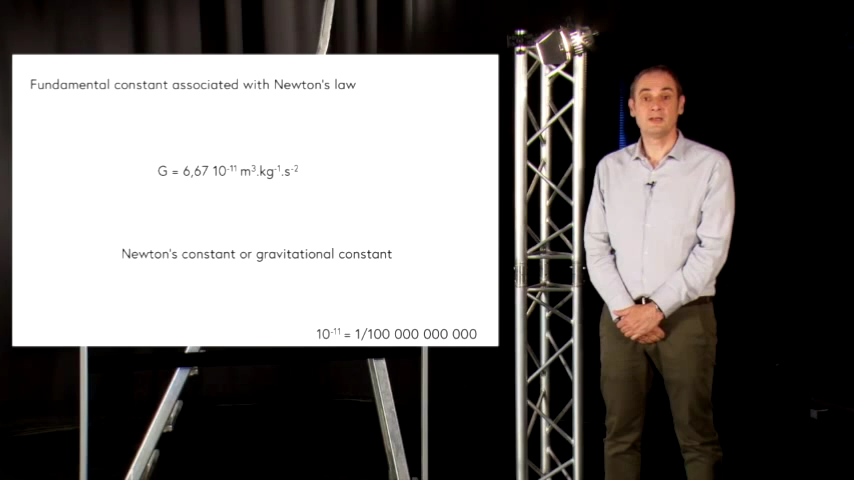 Fundamental constant associated with Newton's law
G = 6,67 10⁻¹¹ m³.kg⁻¹.s⁻²
Newton's constant or gravitational constant
10⁻¹¹ = 1/100 000 000 000